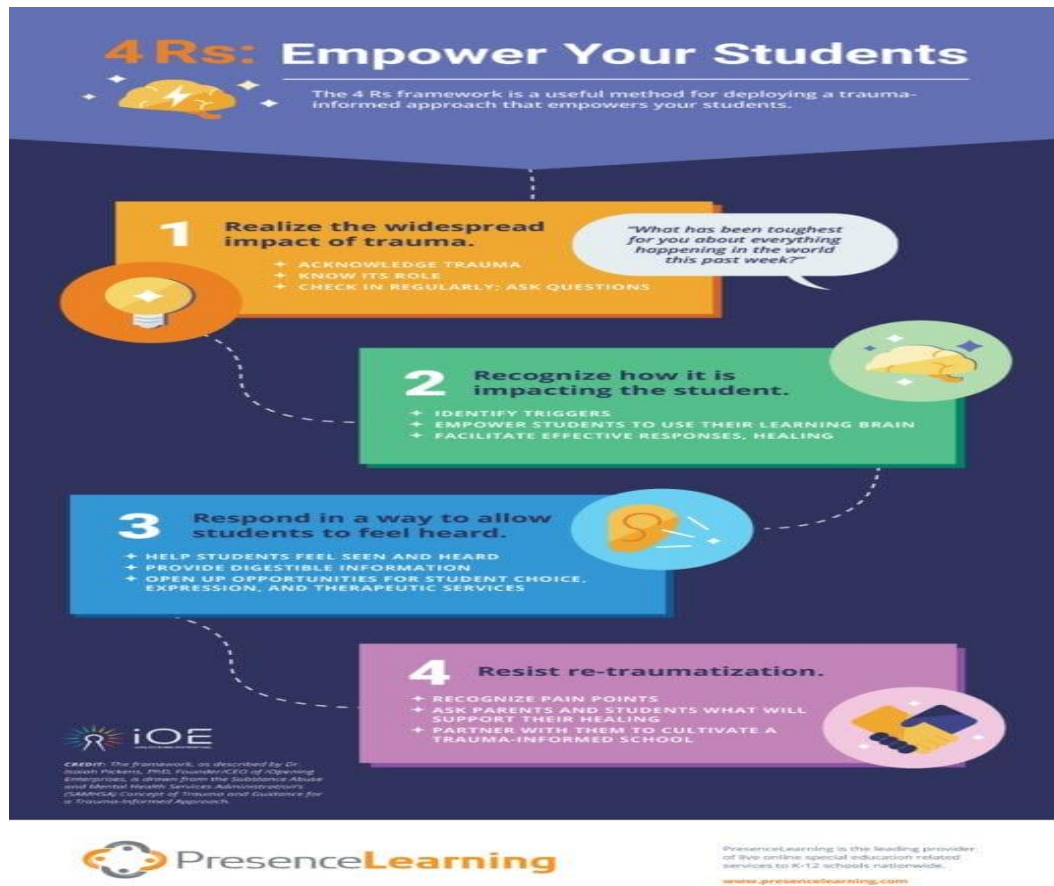 4 Rs: Empower Your Students
The 4 Rs framework is a useful method for deploying a trauma-
informed approach that empowers your students.
1
Realize the widespread
impact of trauma.
ACKNOWLEDGE TRAUMA
KNOW ITS ROLE
CHECK IN REGULARLY; ASK QUESTIONS
"What has been toughest
for you about everything
happening in the world
this past week?"
2
Recognize how it is
impacting the student.
IDENTIFY TRIGGERS
EMPOWER STUDENTS TO USE THEIR LEARNING BRAIN
FACILITATE EFFECTIVE RESPONSES, HEALING
3
Respond in a way to allow
students to feel heard.
HELP STUDENTS FEEL SEEN AND HEARD
PROVIDE DIGESTIBLE INFORMATION
OPEN UP OPPORTUNITIES FOR STUDENT CHOICE,
EXPRESSION, AND THERAPEUTIC SERVICES
4
Resist re-traumatization.
RECOGNIZE PAIN POINTS
ASK PARENTS AND STUDENTS WHAT WILL
SUPPORT THEIR HEALING
PARTNER WITH THEM TO CULTIVATE A
TRAUMA-INFORMED SCHOOL
iOE
CREDIT: The framework, as described by Dr.
Isaiah Pickens, PhD, Founder/CEO of iOpening
Enterprises, is drawn from the Substance Abuse
and Mental Health Services Administration's
(SAMHSA) Concept of Trauma and Guidance for
a Trauma-Informed Approach.
PresenceLearning
PresenceLearning is the leading provider
of live online special education related
services to K-12 schools nationwide.
www.presencelearning.com